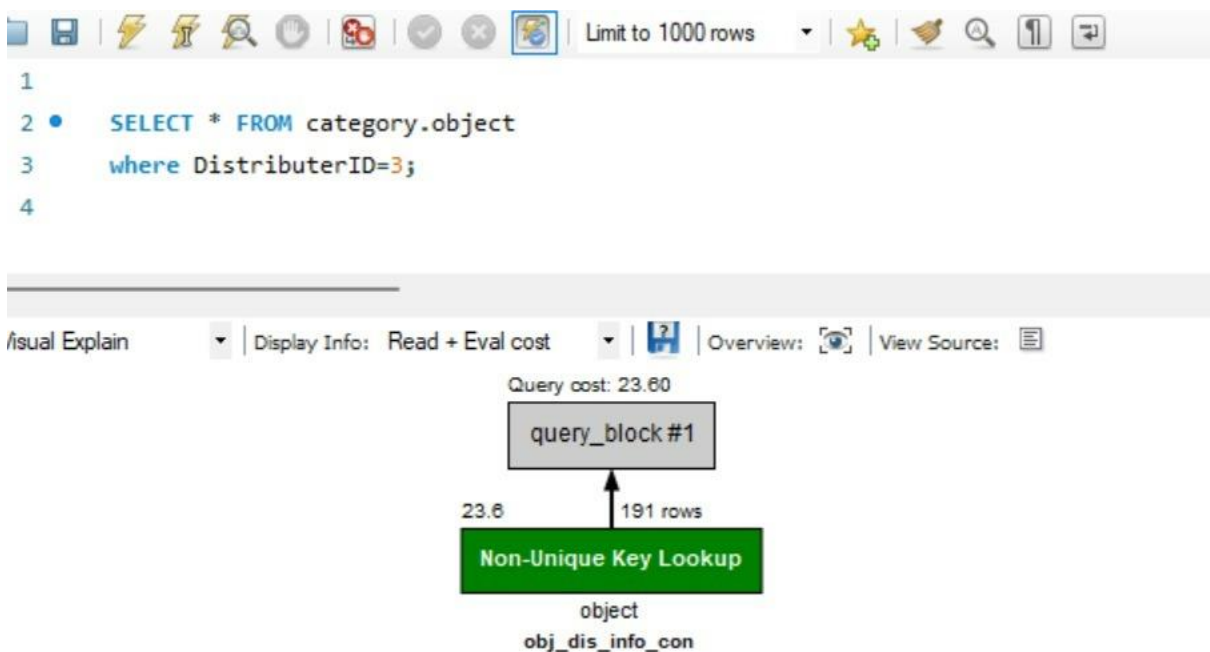 Limit to 1000 rows
1
2 SELECT * FROM category.object
3 where DistributerID=3;
4
Visual Explain Display Info: Read + Eval cost Overview: View Source:
Query cost: 23.60
query_block #1
23.6 191 rows
Non-Unique Key Lookup
object
obj_dis_info_con